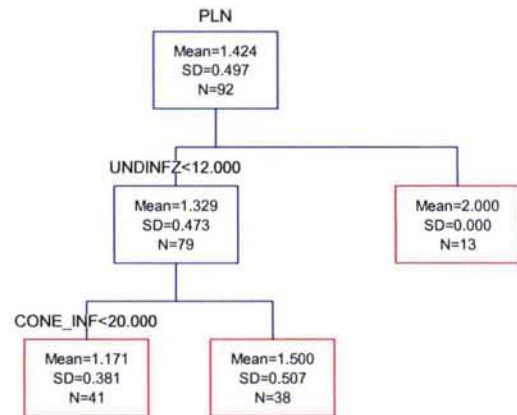 PLN
Mean=1.424
SD=0.497
N=92
UNDINFZ<12.000
Mean=1.329
SD=0.473
N=79
Mean=2.000
SD=0.000
N=13
CONE_INF<20.000
Mean=1.171
SD=0.381
N=41
Mean=1.500
SD=0.507
N=38